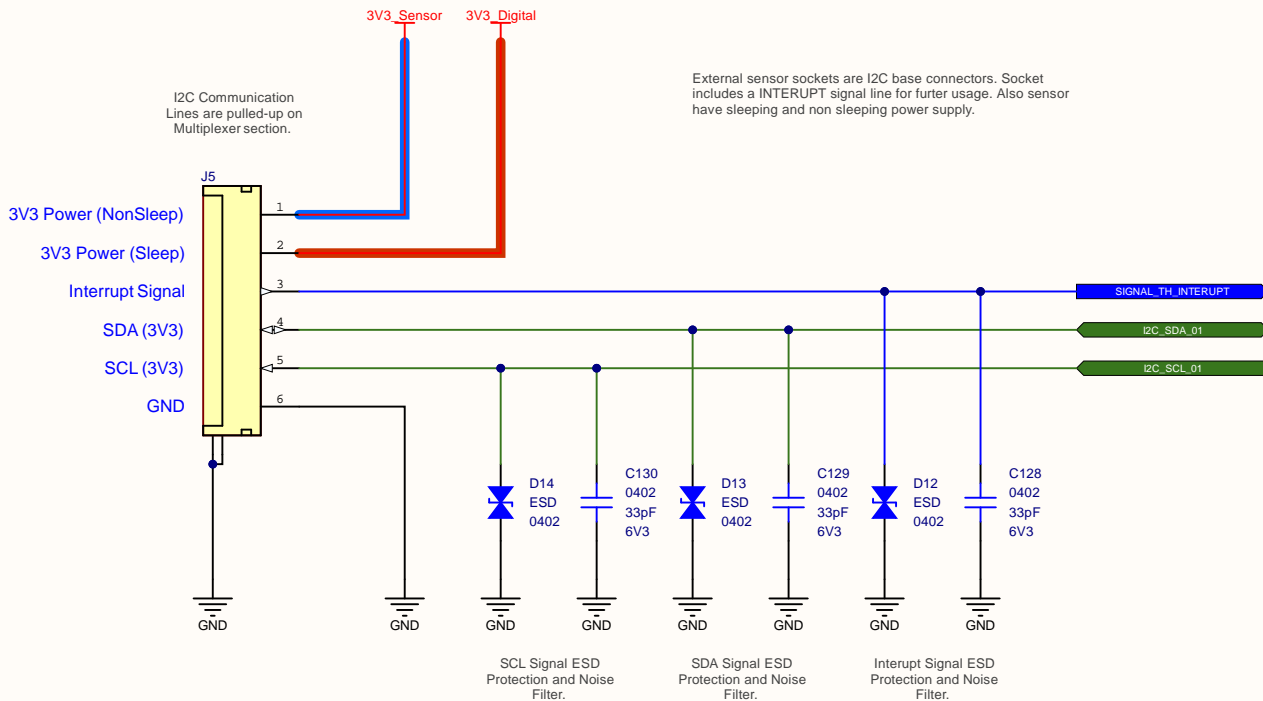 3V3_Sensor
3V3_Digital
I2C Communication
Lines are pulled-up on
Multiplexer section.
External sensor sockets are I2C base connectors. Socket
includes a INTERUPT signal line for furter usage. Also sensor
have sleeping and non sleeping power supply.
J5
3V3 Power (NonSleep)
1
3V3 Power (Sleep)
2
Interrupt Signal
3
SIGNAL_TH_INTERUPT
SDA (3V3)
4
I2C_SDA_01
SCL (3V3)
5
I2C_SCL_01
GND
6
D14
ESD
0402
C130
0402
33pF
6V3
D13
ESD
0402
C129
0402
33pF
6V3
D12
ESD
0402
C128
0402
33pF
6V3
GND
GND
GND
GND
GND
GND
GND
GND
SCL Signal ESD
Protection and Noise
Filter.
SDA Signal ESD
Protection and Noise
Filter.
Interupt Signal ESD
Protection and Noise
Filter.